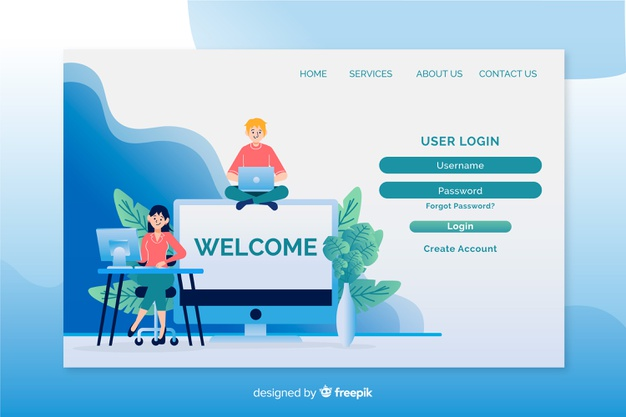 HOME SERVICES ABOUT US CONTACT US
USER LOGIN
Username
Password
Forgot Password?
Login
Create Account
WELCOME
designed by freepik